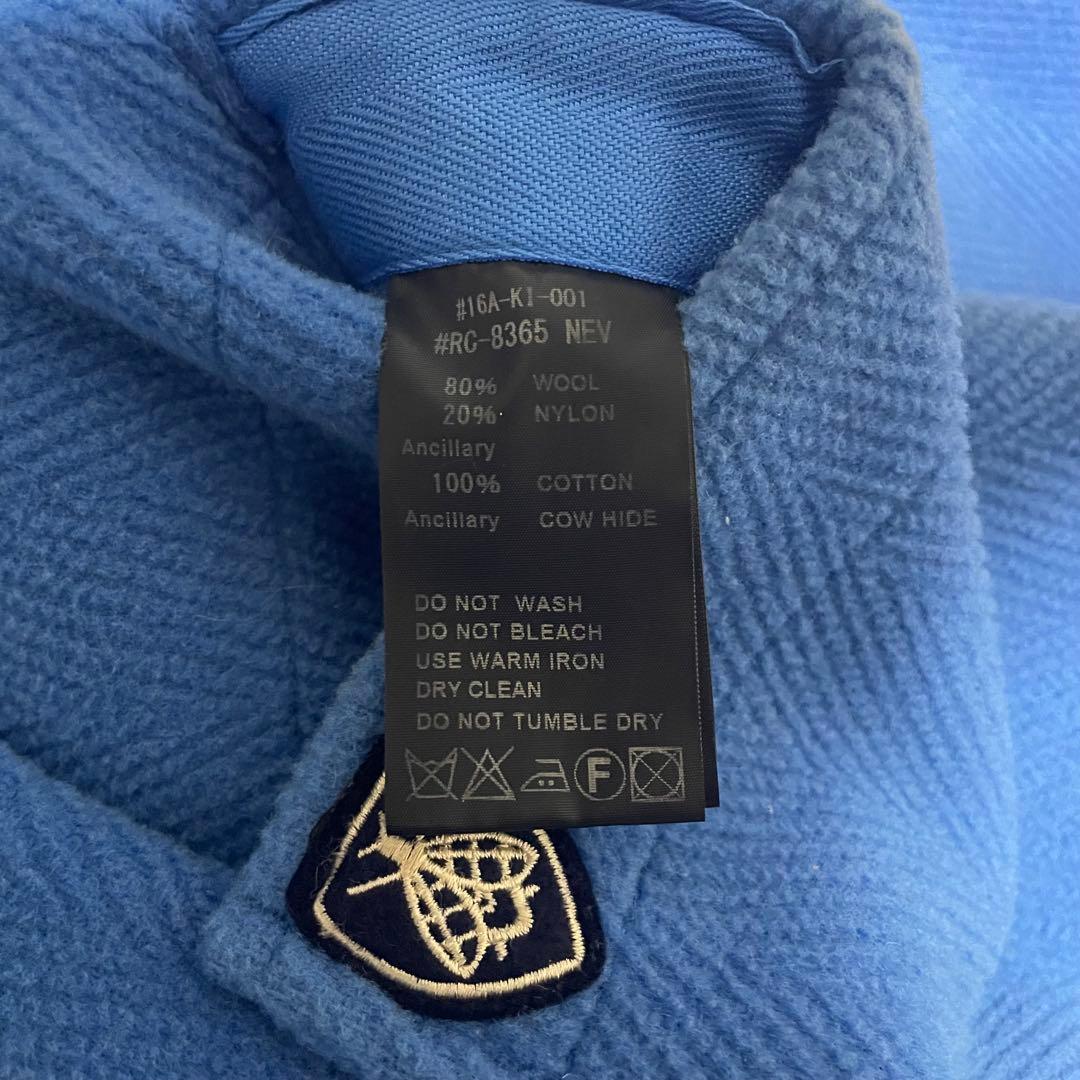 #16A-KI-001
#RC-8365 NEV
80% WOOL
20% NYLON
Ancillary
100% COTTON
Ancillary COW HIDE
DO NOT WASH
DO NOT BLEACH
USE WARM IRON
DRY CLEAN
DO NOT TUMBLE DRY
F